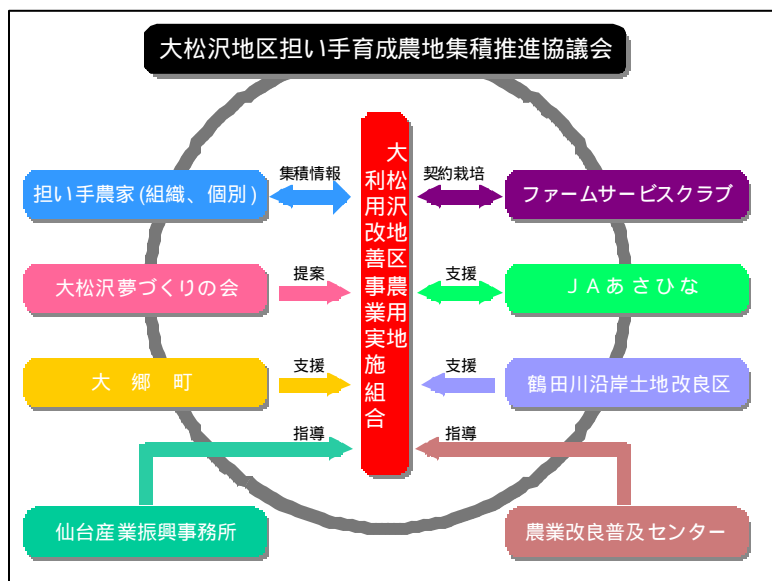 大松沢地区担い手育成農地集積推進協議会
大松沢地区農用地
利用改善事業実施組合
担い手農家(組織、個別)
集積情報
契約栽培
ファームサービスクラブ
大松沢夢づくりの会
提案
支援
JAあさひな
大郷町
支援
支援
鶴田川沿岸土地改良区
指導
指導
仙台産業振興事務所
農業改良普及センター